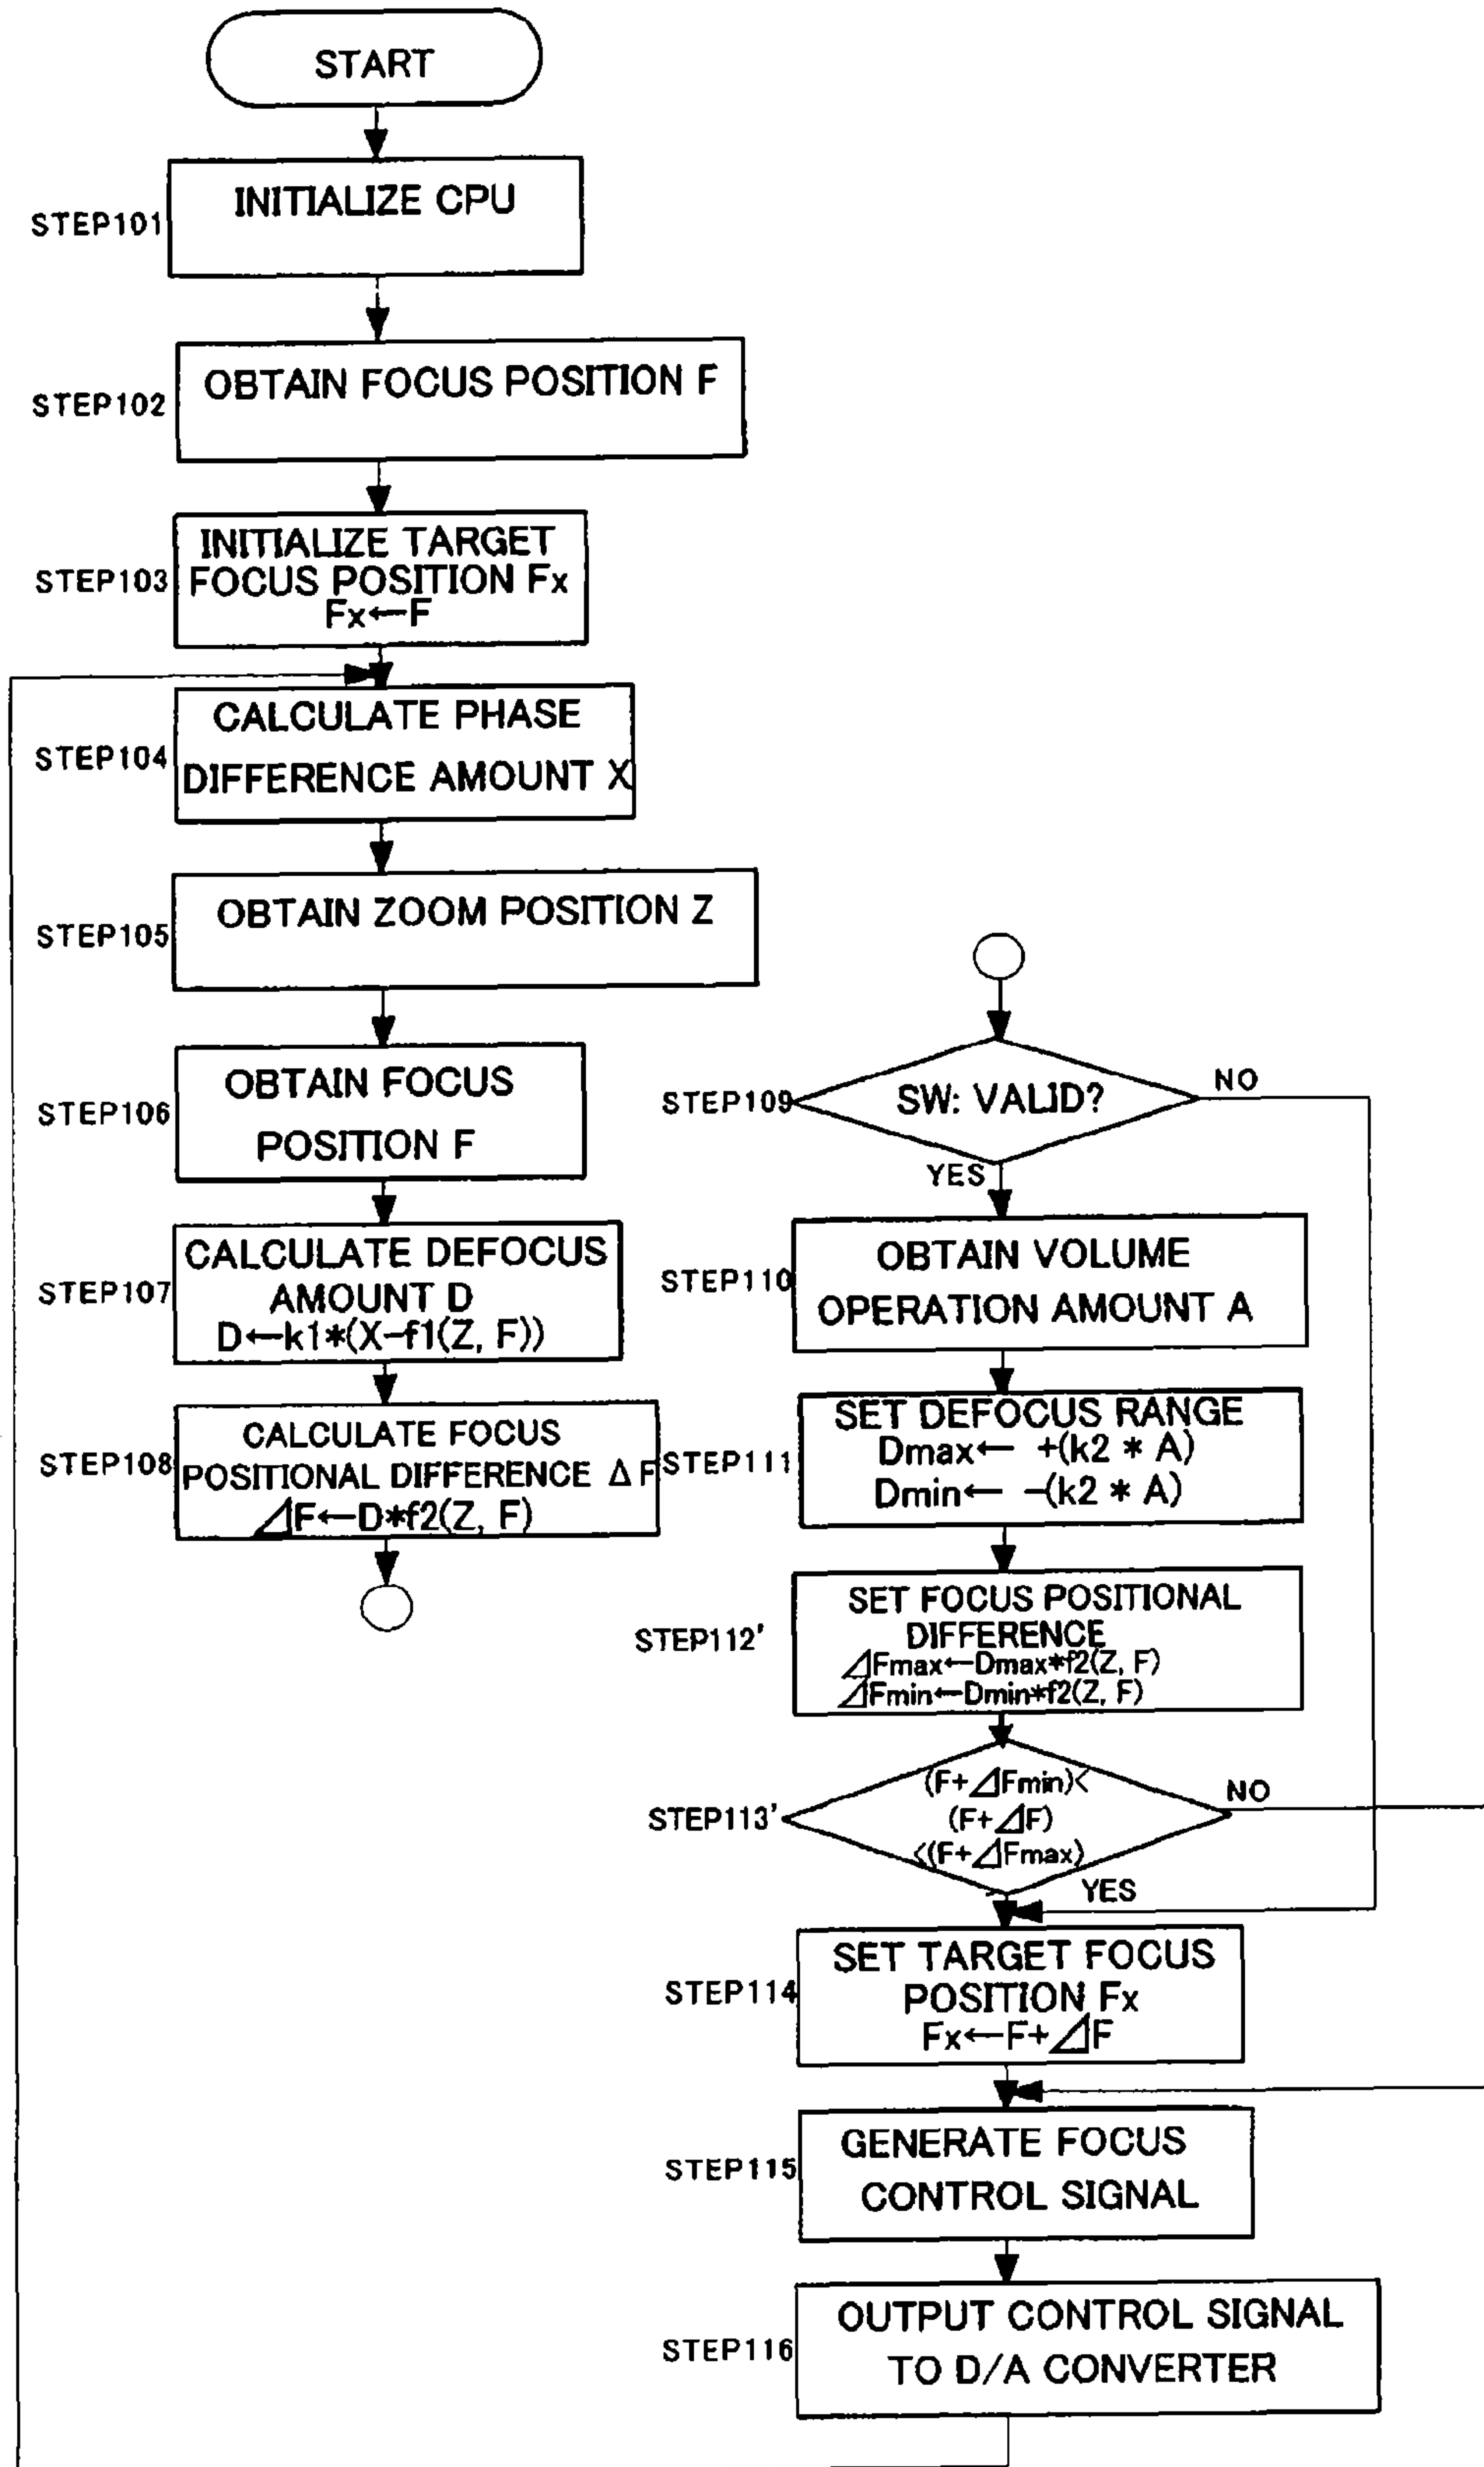 START
STEP101
INITIALIZE CPU
STEP102
OBTAIN FOCUS POSITION F
STEP103
INITIALIZE TARGET
FOCUS POSITION Fx
Fx←F
STEP104
CALCULATE PHASE
DIFFERENCE AMOUNT X
STEP105
OBTAIN ZOOM POSITION Z
STEP106
OBTAIN FOCUS
POSITION F
STEP107
CALCULATE DEFOCUS
AMOUNT D
D←k1*(X-f1(Z, F))
STEP108
CALCULATE FOCUS
POSITIONAL DIFFERENCE Δ F
⊿F←D*f2(Z, F)
STEP109
SW: VALID?
NO
YES
STEP110
OBTAIN VOLUME
OPERATION AMOUNT A
STEP111
SET DEFOCUS RANGE
Dmax← +(k2 * A)
Dmin← -(k2 * A)
STEP112'
SET FOCUS POSITIONAL
DIFFERENCE
⊿Fmax←Dmax*f2(Z, F)
⊿Fmin←Dmin*f2(Z, F)
STEP113'
(F+⊿Fmin)<
(F+⊿F)
<(F+⊿Fmax)
NO
YES
STEP114
SET TARGET FOCUS
POSITION Fx
Fx←F+⊿F
STEP115
GENERATE FOCUS
CONTROL SIGNAL
STEP116
OUTPUT CONTROL SIGNAL
TO D/A CONVERTER